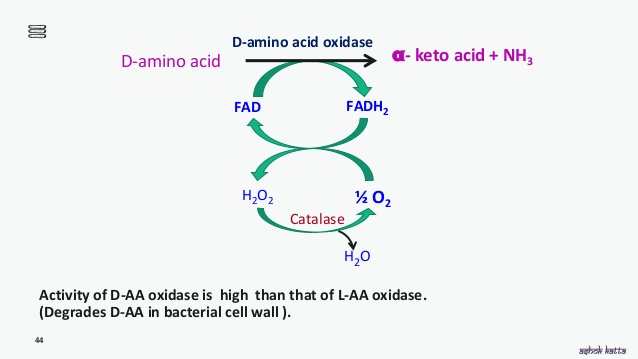 D-amino acid oxidase
D-amino acid
α- keto acid + NH₃
FAD
FADH₂
H₂O₂
½ O₂
Catalase
H₂O
Activity of D-AA oxidase is high than that of L-AA oxidase.
(Degrades D-AA in bacterial cell wall ).
44
ashok katta